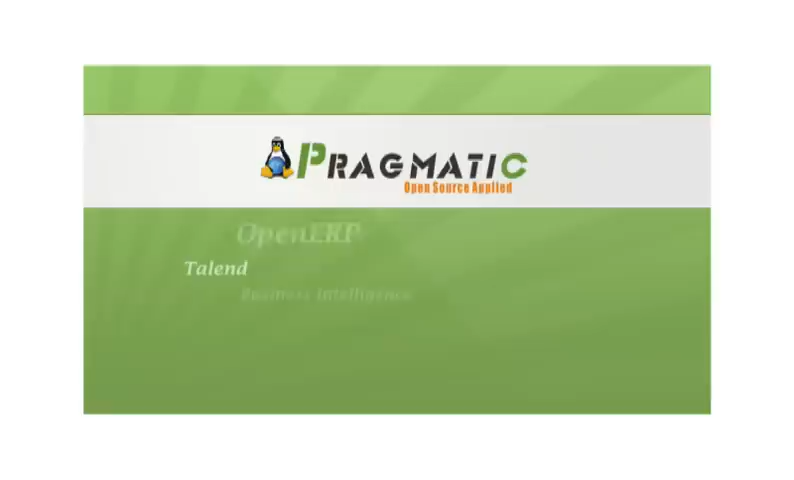 PRAGMATIC
Open Source Applied
OpenERP
Talend
Business Intelligence